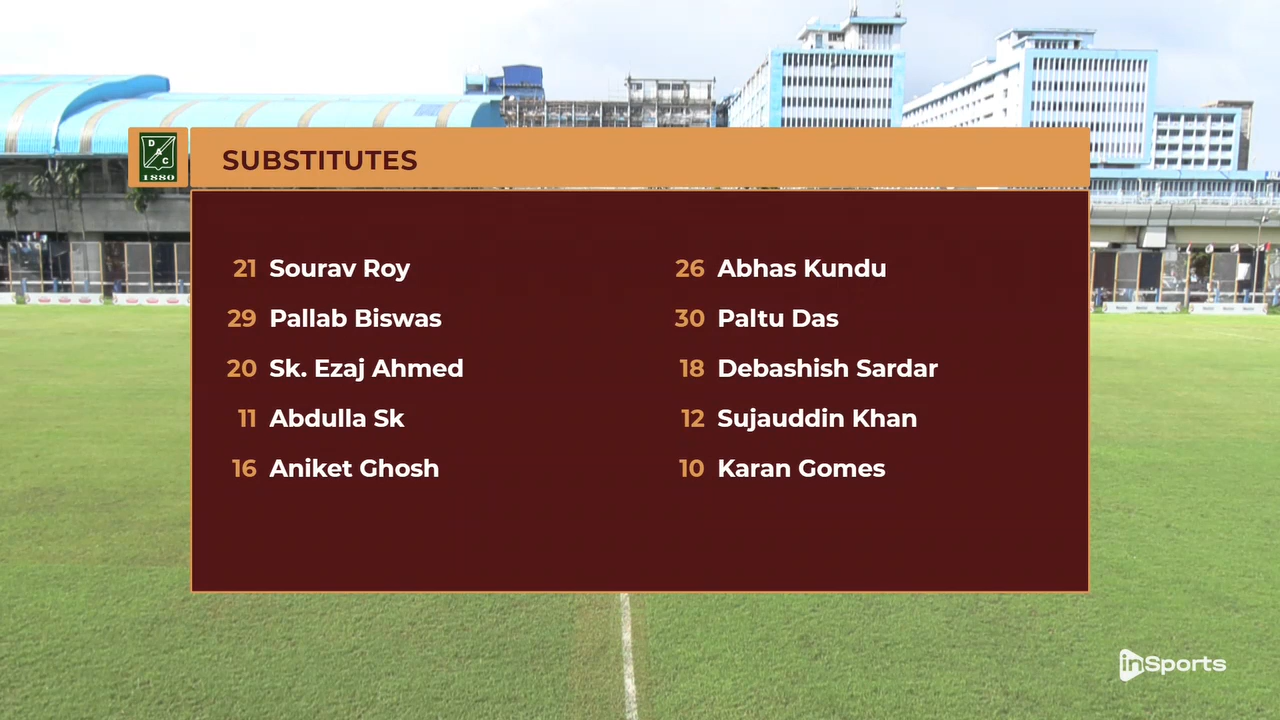 D
A
C
1880
SUBSTITUTES
21 Sourav Roy
29 Pallab Biswas
20 Sk. Ezaj Ahmed
11 Abdulla Sk
16 Aniket Ghosh
26 Abhas Kundu
30 Paltu Das
18 Debashish Sardar
12 Sujauddin Khan
10 Karan Gomes
inSports